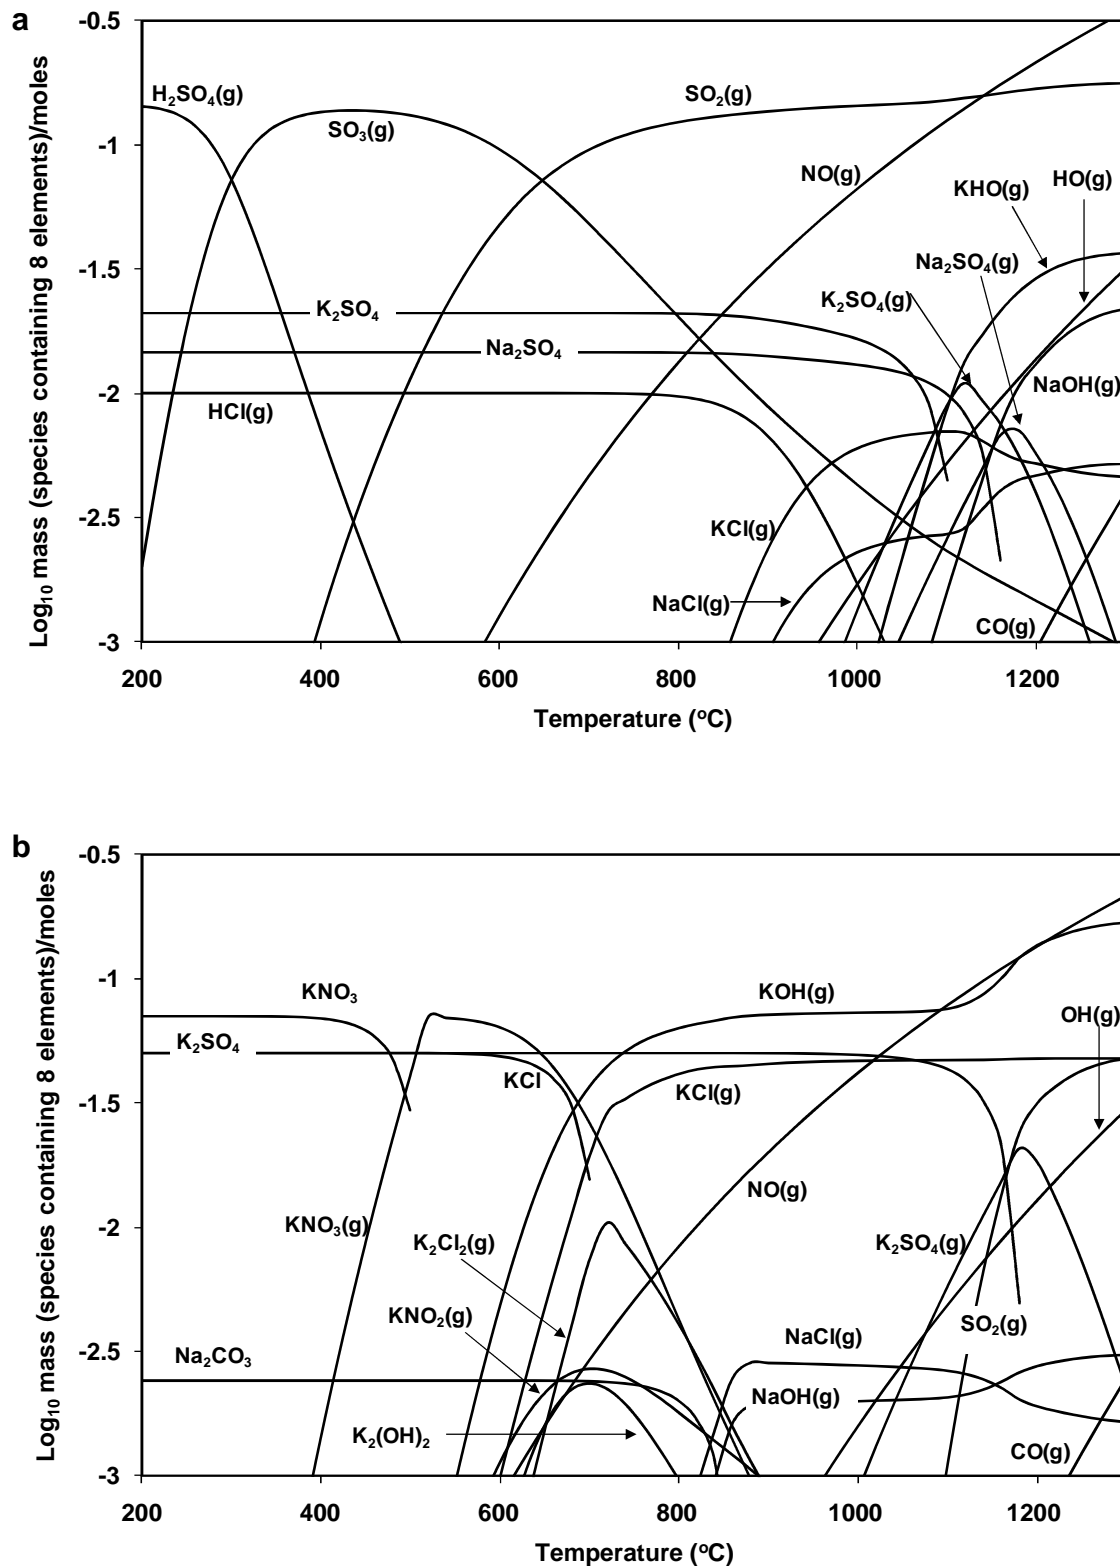 a
Log₁₀ mass (species containing 8 elements)/moles
-0.5
-1
-1.5
-2
-2.5
-3
H₂SO₄(g)
SO₃(g)
SO₂(g)
NO(g)
KHO(g)
HO(g)
Na₂SO₄(g)
K₂SO₄(g)
K₂SO₄
Na₂SO₄
NaOH(g)
HCl(g)
KCl(g)
NaCl(g)
CO(g)
200 400 600 800 1000 1200
Temperature (ºC)
b
Log₁₀ mass (species containing 8 elements)/moles
-0.5
-1
-1.5
-2
-2.5
-3
KNO₃
KOH(g)
OH(g)
K₂SO₄
KCl
KCl(g)
NO(g)
KNO₃(g)
K₂Cl₂(g)
K₂SO₄(g)
KNO₂(g)
SO₂(g)
NaCl(g)
Na₂CO₃
NaOH(g)
K₂(OH)₂
CO(g)
200 400 600 800 1000 1200
Temperature (ºC)